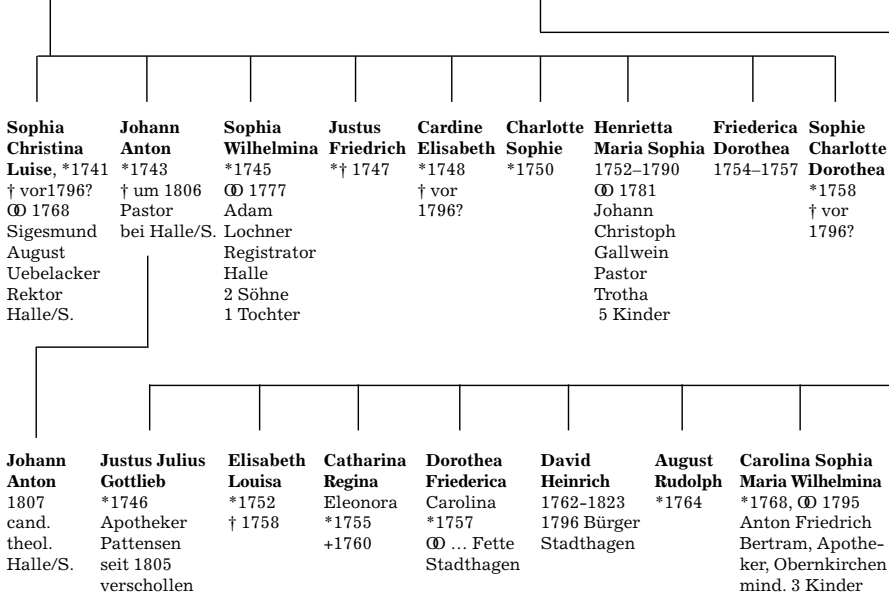 Sophia
Christina
Luise, *1741
† vor1796?
ꝏ 1768
Sigesmund
August
Uebelacker
Rektor
Halle/S.
Johann
Anton
*1743
† um 1806
Pastor
bei Halle/S.
Sophia
Wilhelmina
*1745
ꝏ 1777
Adam
Lochner
Registrator
Halle
2 Söhne
1 Tochter
Justus
Friedrich
*† 1747
Cardine
Elisabeth
*1748
† vor
1796?
Charlotte
Sophie
*1750
Henrietta
Maria Sophia
1752–1790
ꝏ 1781
Johann
Christoph
Gallwein
Pastor
Trotha
5 Kinder
Friederica
Dorothea
1754–1757
Sophie
Charlotte
Dorothea
*1758
† vor
1796?
Johann
Anton
1807
cand.
theol.
Halle/S.
Justus Julius
Gottlieb
*1746
Apotheker
Pattensen
seit 1805
verschollen
Elisabeth
Louisa
*1752
† 1758
Catharina
Regina
Eleonora
*1755
+1760
Dorothea
Friederica
Carolina
*1757
ꝏ … Fette
Stadthagen
David
Heinrich
1762-1823
1796 Bürger
Stadthagen
August
Rudolph
*1764
Carolina Sophia
Maria Wilhelmina
*1768, ꝏ 1795
Anton Friedrich
Bertram, Apothe-
ker, Obernkirchen
mind. 3 Kinder